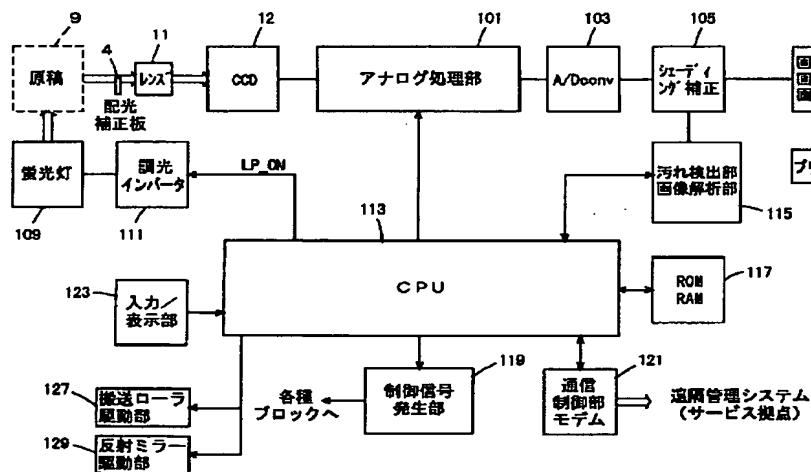 9
4
11
12
101
103
105
原稿
レンズ
CCD
アナログ処理部
A/Dconv
シェーディ
ング補正
画
画
画
配光
補正板
蛍光灯
調光
インバータ
LP_ON
汚れ検出部
画像解析部
プリ
109
111
113
115
CPU
ROM
RAM
117
123
入力/
表示部
127
搬送ローラ
駆動部
129
反射ミラー
駆動部
各種
ブロックへ
制御信号
発生部
119
通信
制御部
モデム
121
遠隔管理システム
(サービス拠点)